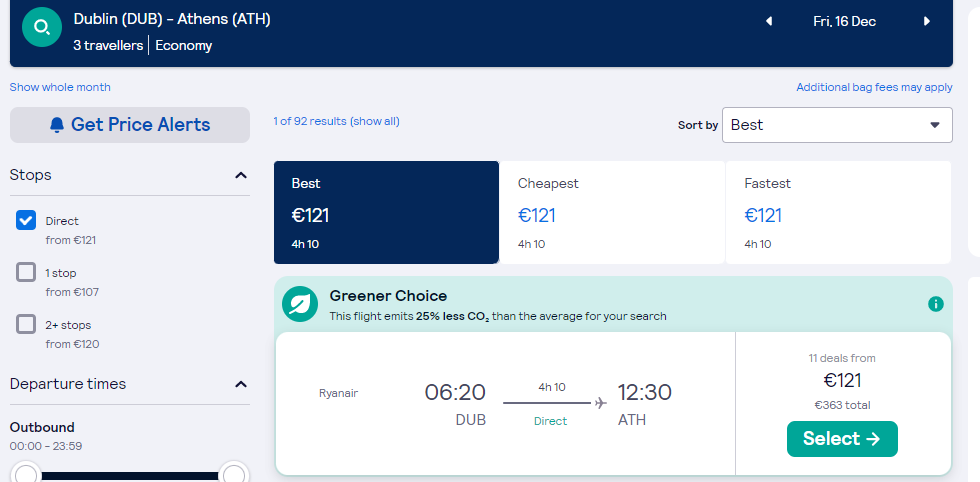 Dublin (DUB) – Athens (ATH)
3 travellers | Economy
Fri, 16 Dec
Show whole month
Additional bag fees may apply
Get Price Alerts
1 of 92 results (show all)
Sort by
Best
Stops
Direct
from €121
1 stop
from €107
2+ stops
from €120
Departure times
Outbound
00:00 – 23:59
Best
€121
4h 10
Cheapest
€121
4h 10
Fastest
€121
4h 10
Greener Choice
This flight emits 25% less CO₂ than the average for your search
Ryanair
06:20
DUB
4h 10
Direct
12:30
ATH
11 deals from
€121
€363 total
Select →